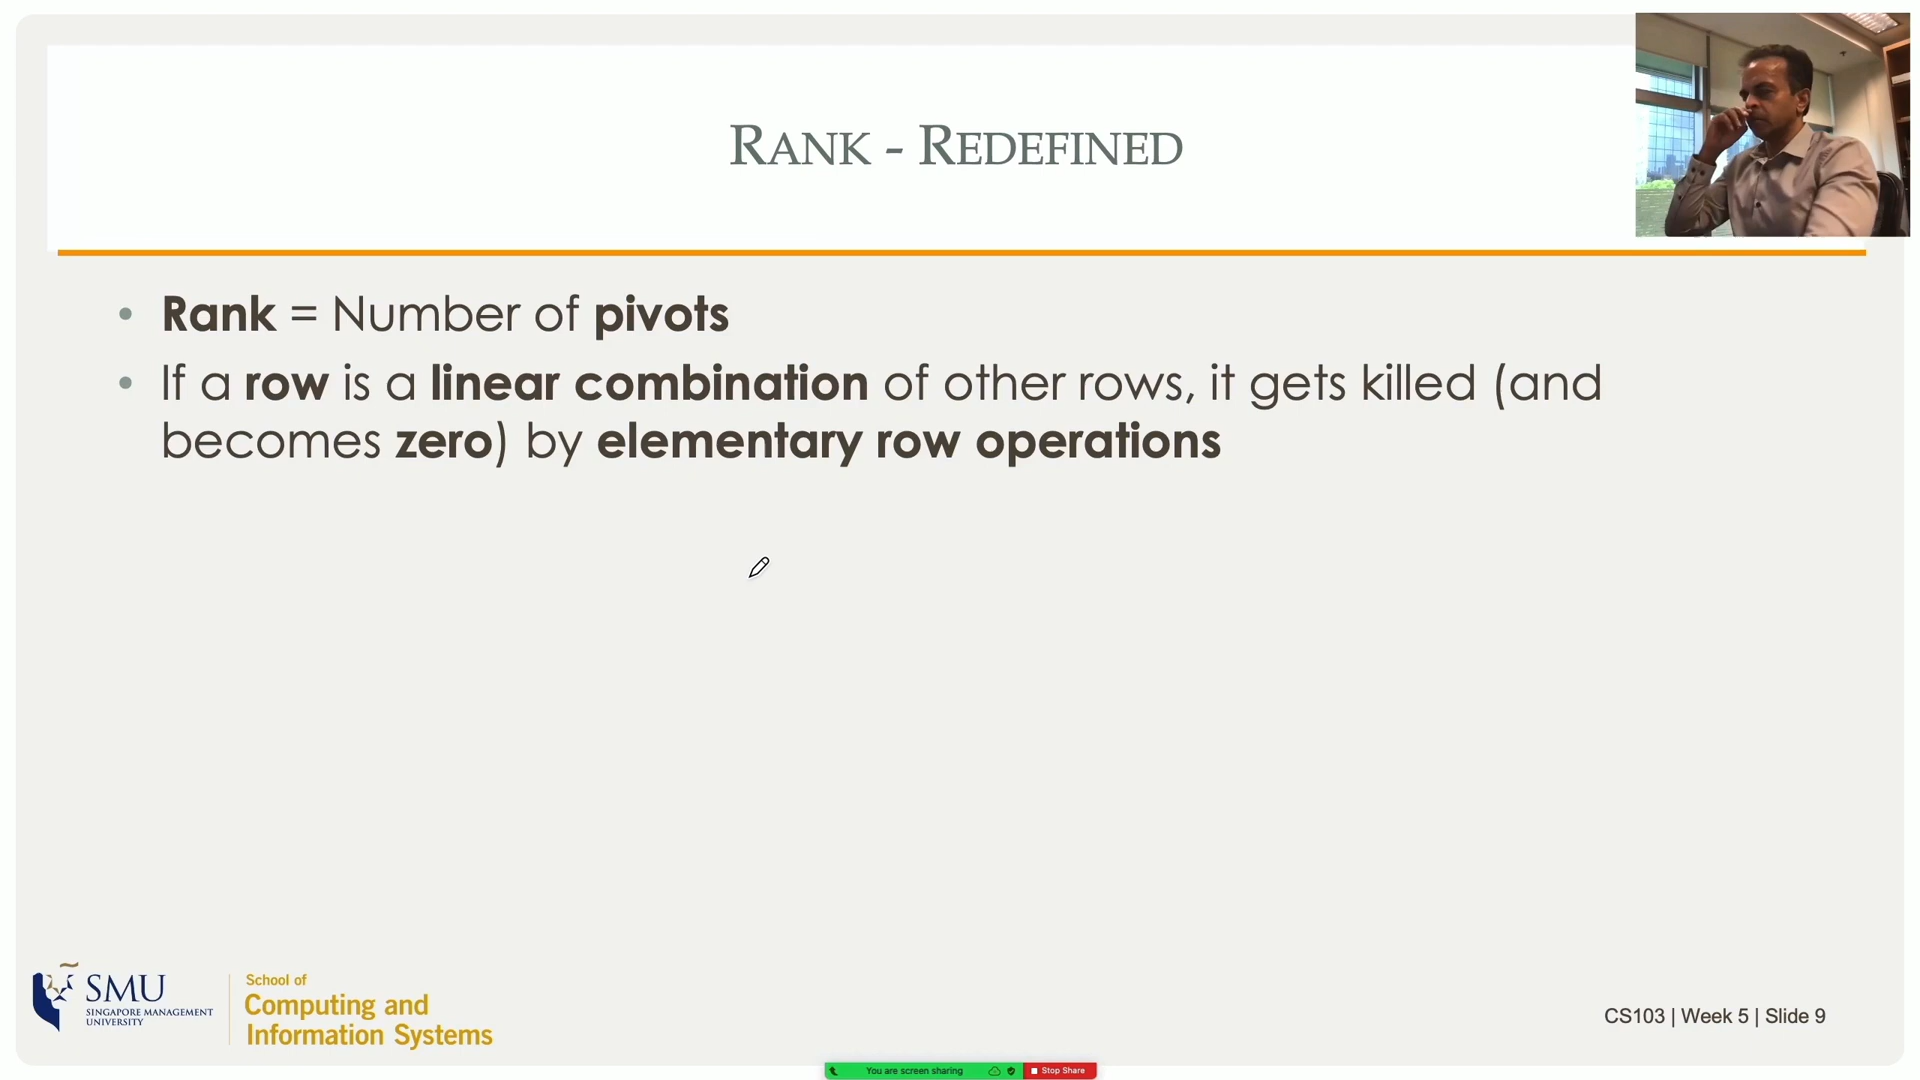 RANK - REDEFINED
• Rank = Number of pivots
• If a row is a linear combination of other rows, it gets killed (and
becomes zero) by elementary row operations
SMU
SINGAPORE MANAGEMENT
UNIVERSITY
School of
Computing and
Information Systems
CS103 | Week 5 | Slide 9
You are screen sharing
Stop Share